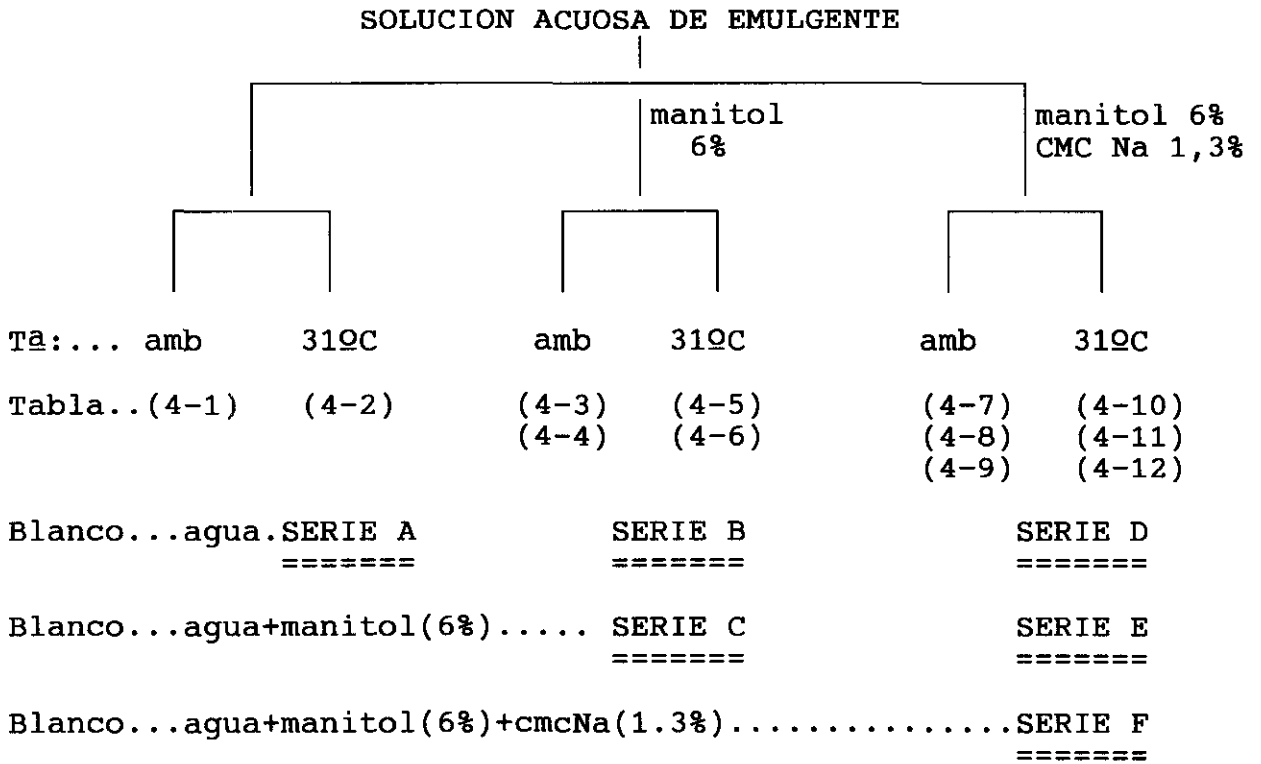 SOLUCION ACUOSA DE EMULGENTE
manitol 6%
6% CMC Na 1,3%
Tª:... amb 31ºC amb 31ºC amb 31ºC
Tabla..(4-1) (4-2) (4-3) (4-5) (4-7) (4-10)
(4-4) (4-6) (4-8) (4-11)
(4-9) (4-12)
Blanco...agua.SERIE A SERIE B SERIE D
======= ======= =======
Blanco...agua+manitol(6%)..... SERIE C SERIE E
======= =======
Blanco...agua+manitol(6%)+cmcNa(1.3%)...............SERIE F
=======